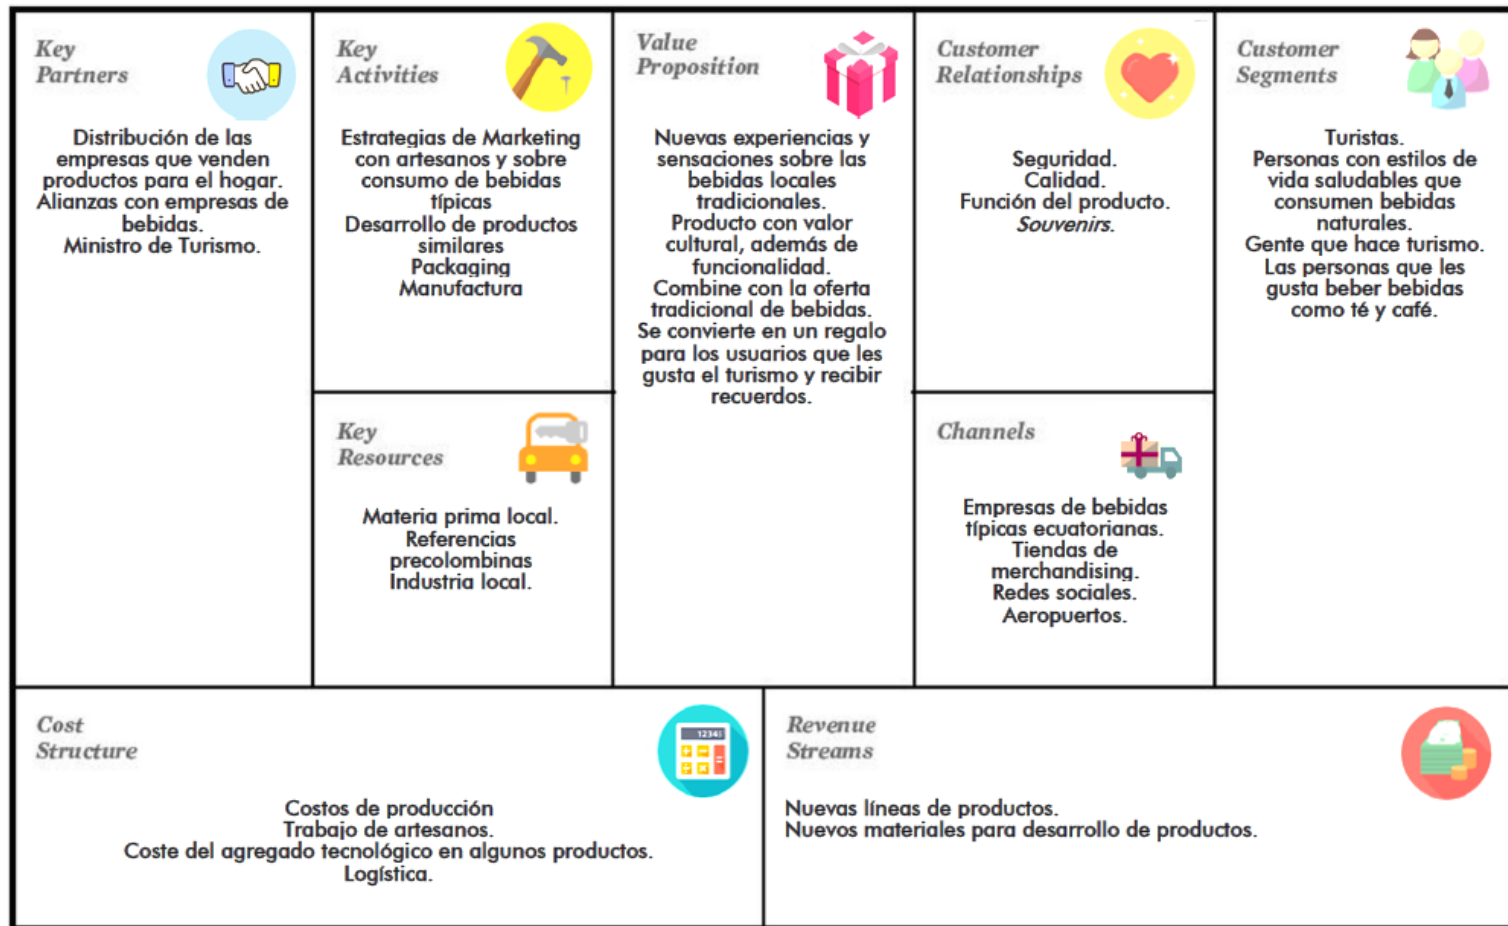 Key
Partners
Distribución de las
empresas que venden
productos para el hogar.
Alianzas con empresas de
bebidas.
Ministro de Turismo.
Key
Activities
Estrategias de Marketing
con artesanos y sobre
consumo de bebidas
típicas
Desarrollo de productos
similares
Packaging
Manufactura
Key
Resources
Materia prima local.
Referencias
precolombinas
Industria local.
Value
Proposition
Nuevas experiencias y
sensaciones sobre las
bebidas locales
tradicionales.
Producto con valor
cultural, además de
funcionalidad.
Combine con la oferta
tradicional de bebidas.
Se convierte en un regalo
para los usuarios que les
gusta el turismo y recibir
recuerdos.
Customer
Relationships
Seguridad.
Calidad.
Función del producto.
Souvenirs.
Channels
Empresas de bebidas
típicas ecuatorianas.
Tiendas de
merchandising.
Redes sociales.
Aeropuertos.
Customer
Segments
Turistas.
Personas con estilos de
vida saludables que
consumen bebidas
naturales.
Gente que hace turismo.
Las personas que les
gusta beber bebidas
como té y café.
Cost
Structure
1234
Costos de producción
Trabajo de artesanos.
Coste del agregado tecnológico en algunos productos.
Logística.
Revenue
Streams
Nuevas líneas de productos.
Nuevos materiales para desarrollo de productos.